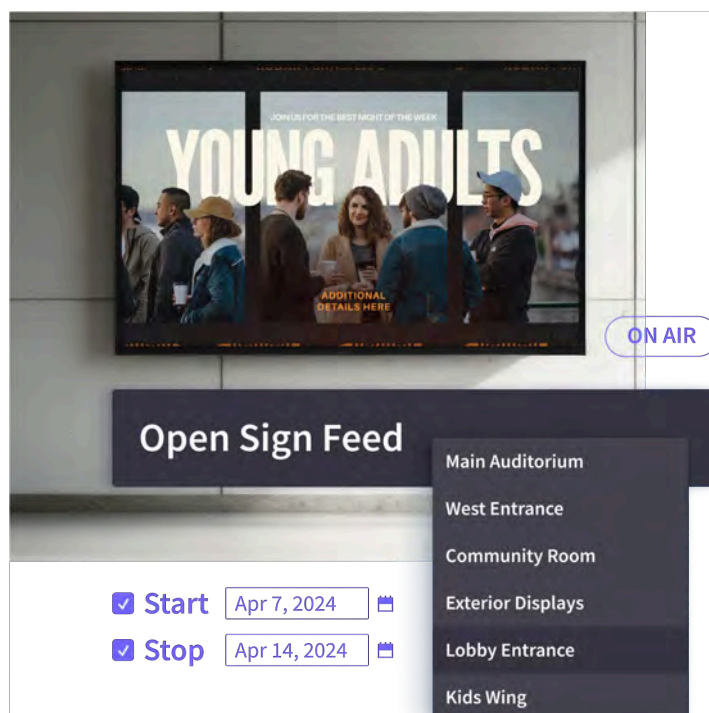 JOIN US FOR THE BEST NIGHT OF THE WEEK
YOUNG ADULTS
ADDITIONAL
DETAILS HERE
ON AIR
Open Sign Feed
Main Auditorium
West Entrance
Community Room
Exterior Displays
Lobby Entrance
Kids Wing
Start Apr 7, 2024
Stop Apr 14, 2024